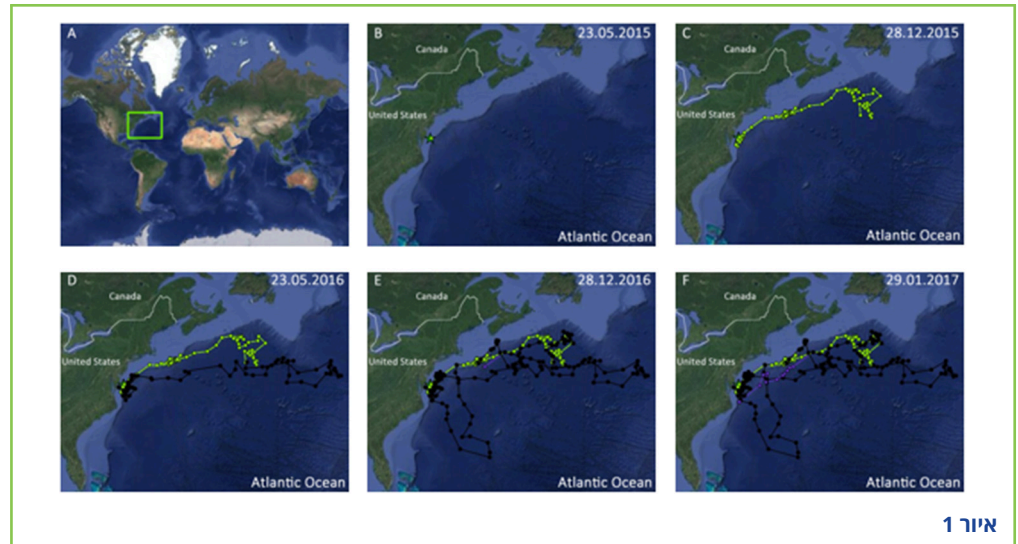 A
B
23.05.2015
Canada
United States
Atlantic Ocean
C
28.12.2015
Canada
United States
Atlantic Ocean
D
23.05.2016
Canada
United States
Atlantic Ocean
E
28.12.2016
Canada
United States
Atlantic Ocean
F
29.01.2017
Canada
United States
Atlantic Ocean
איור 1